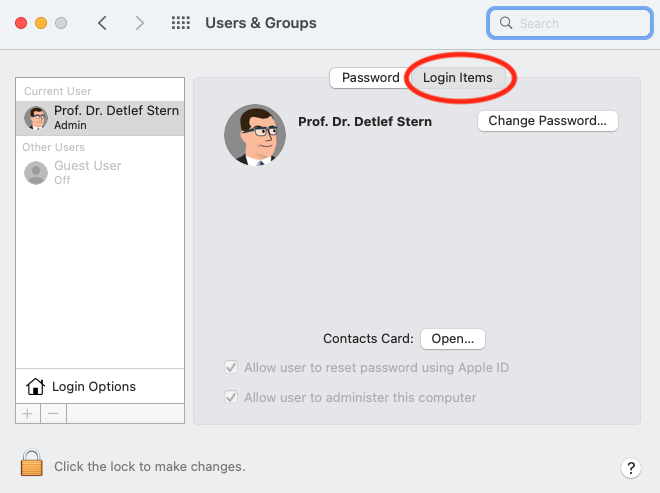 Users & Groups
Search
Password
Login Items
Current User
Prof. Dr. Detlef Stern
Admin
Other Users
Guest User
Off
Prof. Dr. Detlef Stern
Change Password...
Contacts Card:
Open...
Allow user to reset password using Apple ID
Allow user to administer this computer
Login Options
+
−
Click the lock to make changes.
?